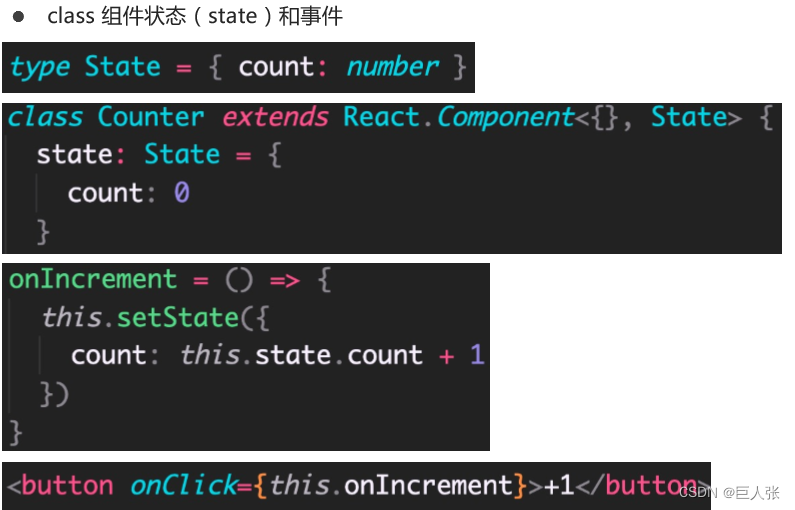 ● class 组件状态（state）和事件
type State = { count: number }
class Counter extends React.Component<{}, State> {
  state: State = {
    count: 0
  }
onIncrement = () => {
  this.setState({
    count: this.state.count + 1
  })
}
<button onClick={this.onIncrement}>+1</button>
CSDN @巨人张